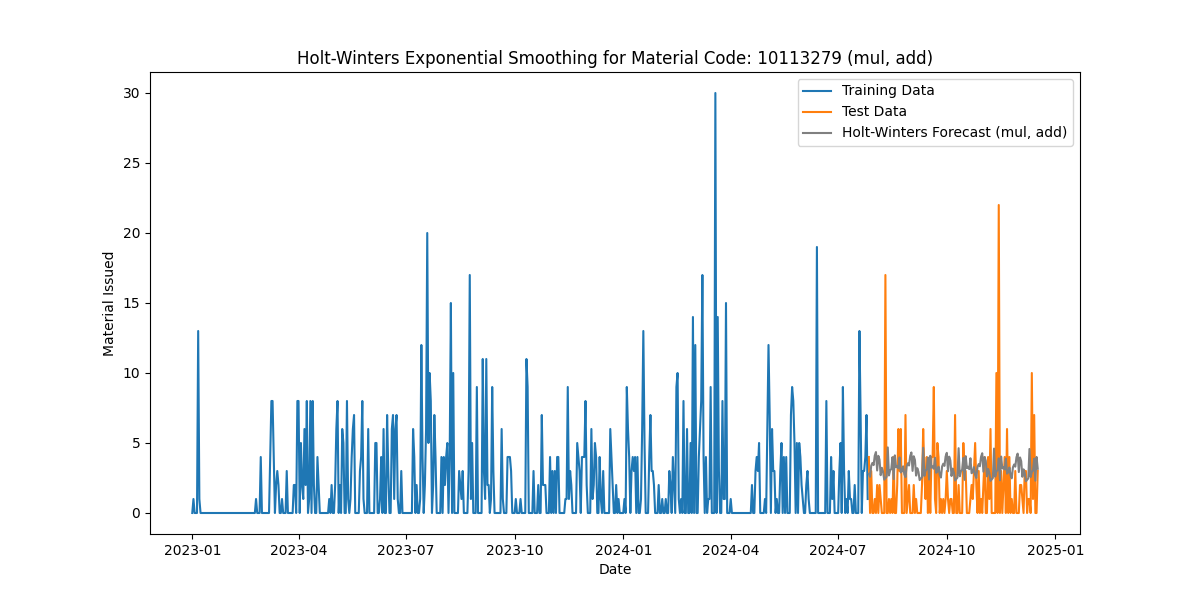 Holt-Winters Exponential Smoothing for Material Code: 10113279 (mul, add)
Training Data
Test Data
Holt-Winters Forecast (mul, add)
Material Issued
30
25
20
15
10
5
0
2023-01 2023-04 2023-07 2023-10 2024-01 2024-04 2024-07 2024-10 2025-01
Date